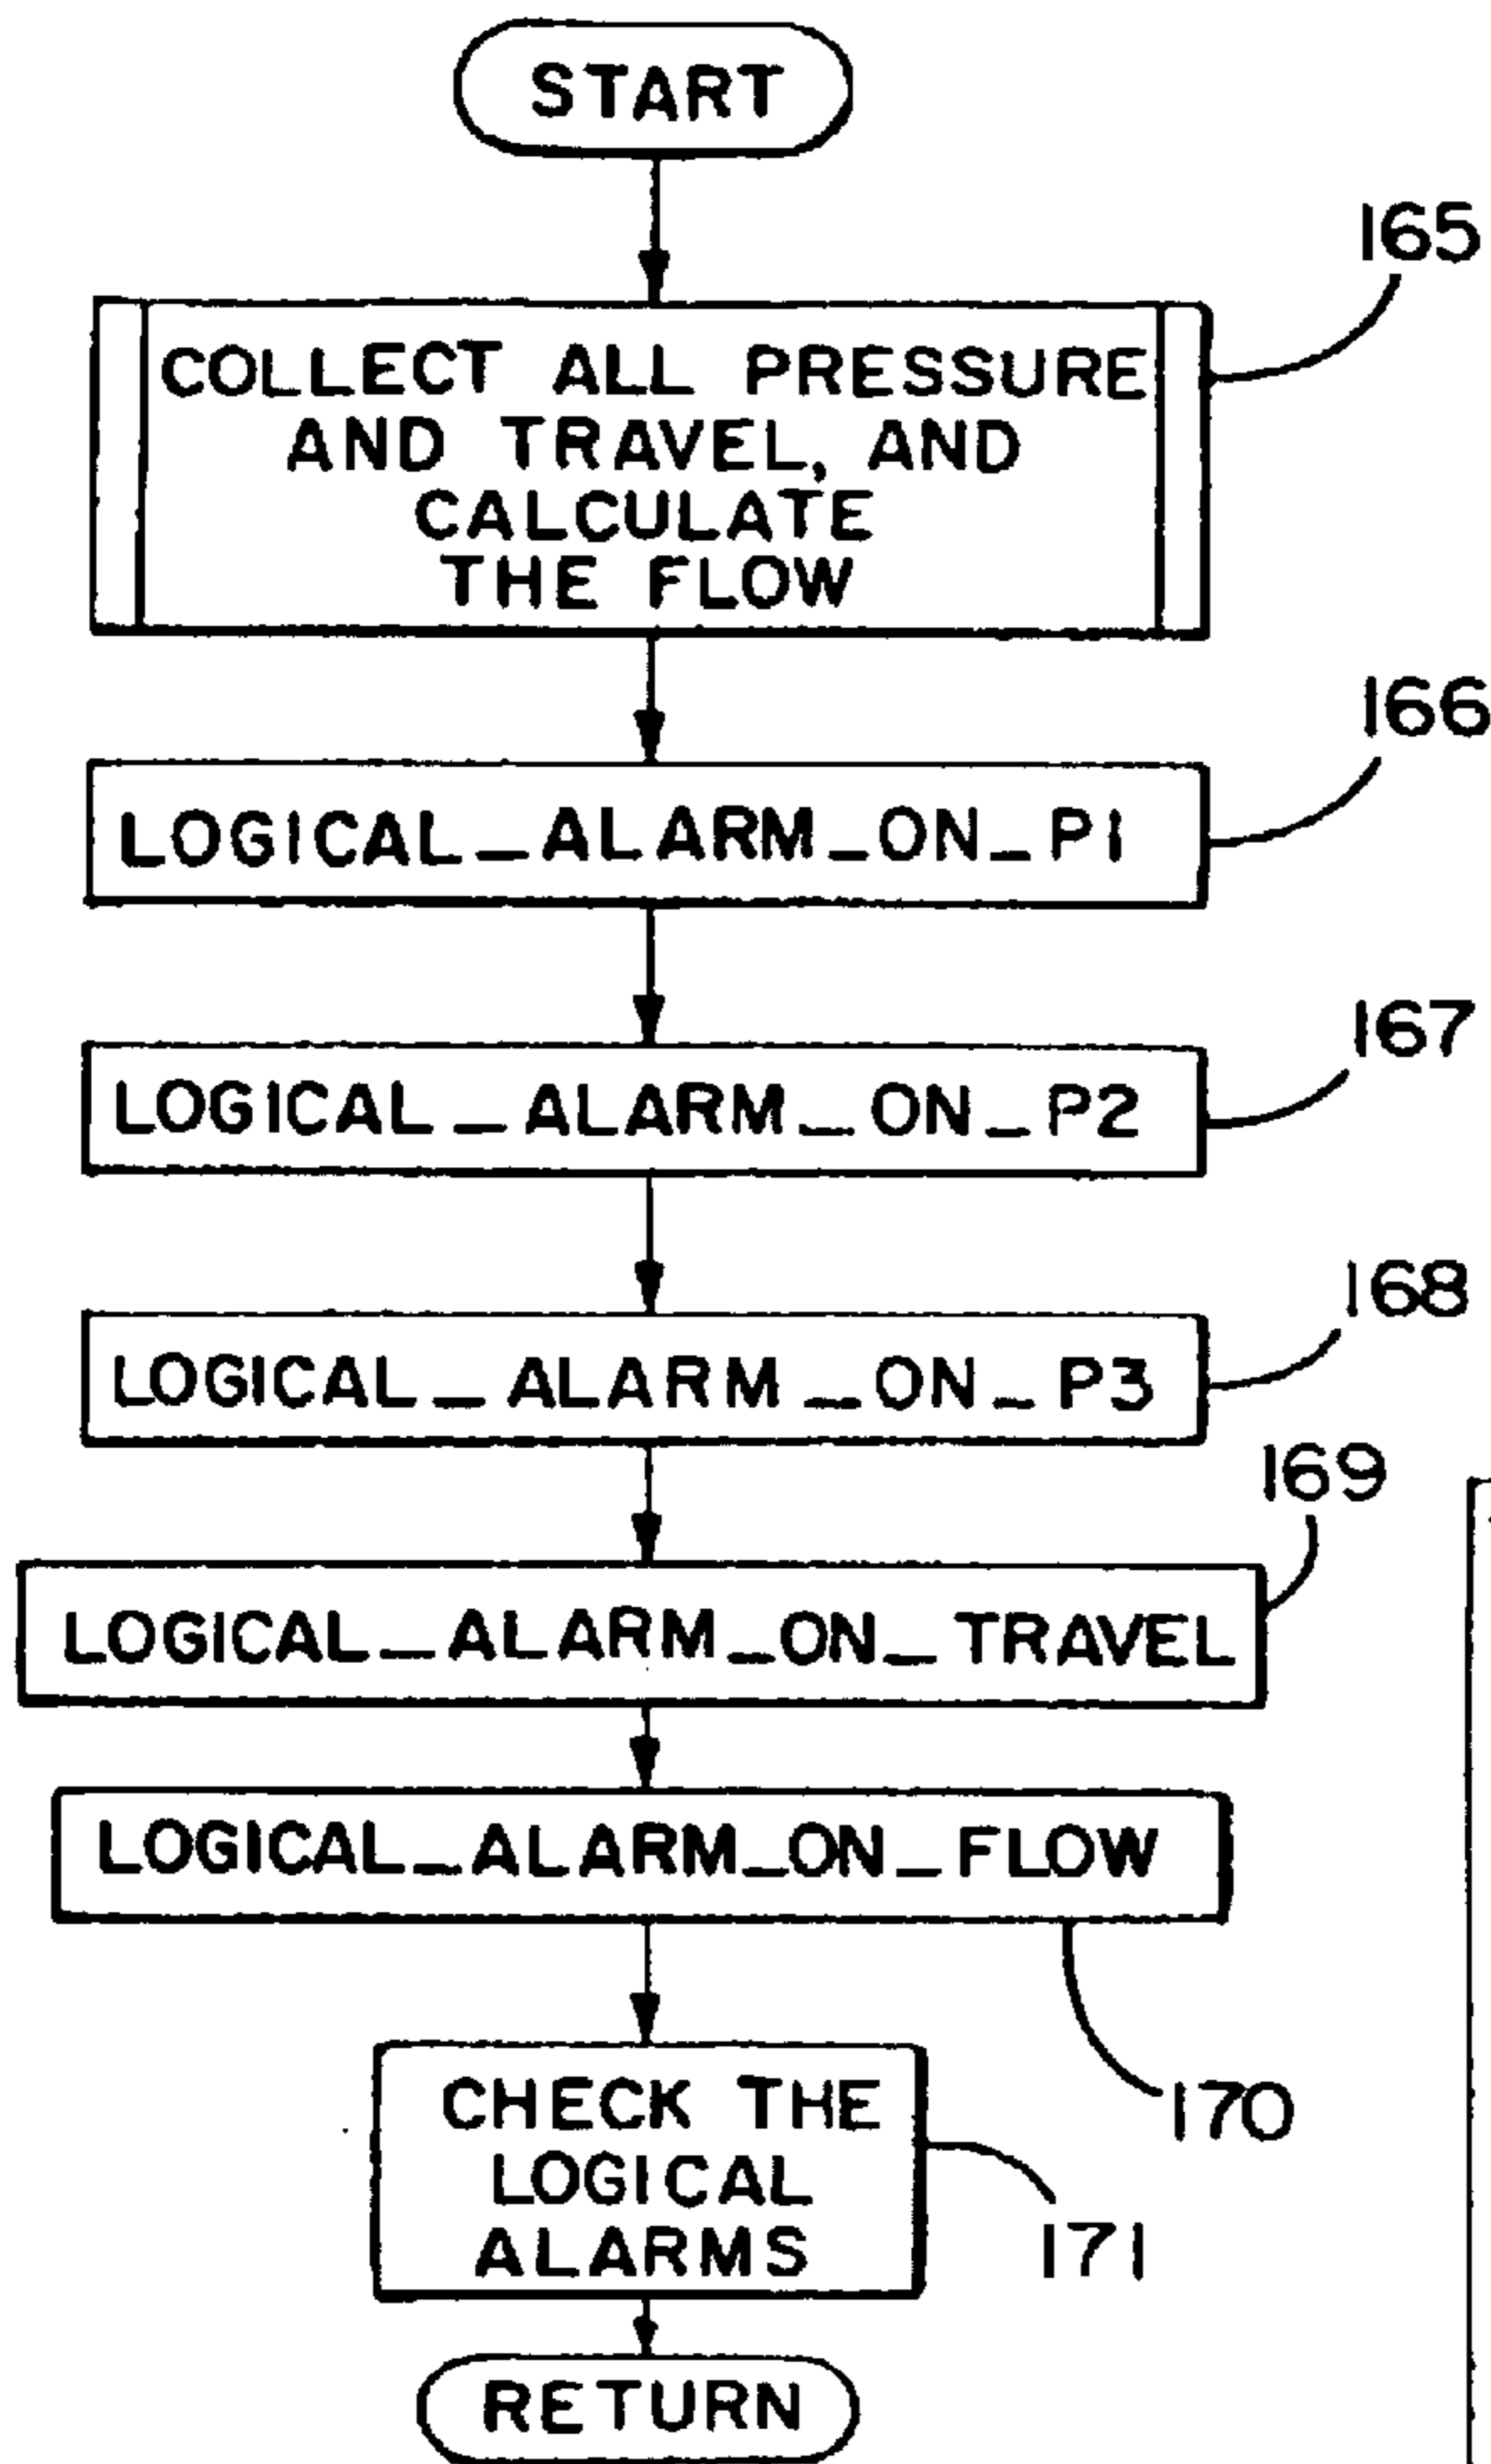 START
165
COLLECT ALL PRESSURE
AND TRAVEL, AND
CALCULATE
THE FLOW
166
LOGICAL_ALARM_ON_P1
167
LOGICAL_ALARM_ON_P2
168
LOGICAL_ALARM_ON_P3
169
LOGICAL_ALARM_ON_TRAVEL
LOGICAL_ALARM_ON_FLOW
170
CHECK THE
LOGICAL
ALARMS
171
RETURN